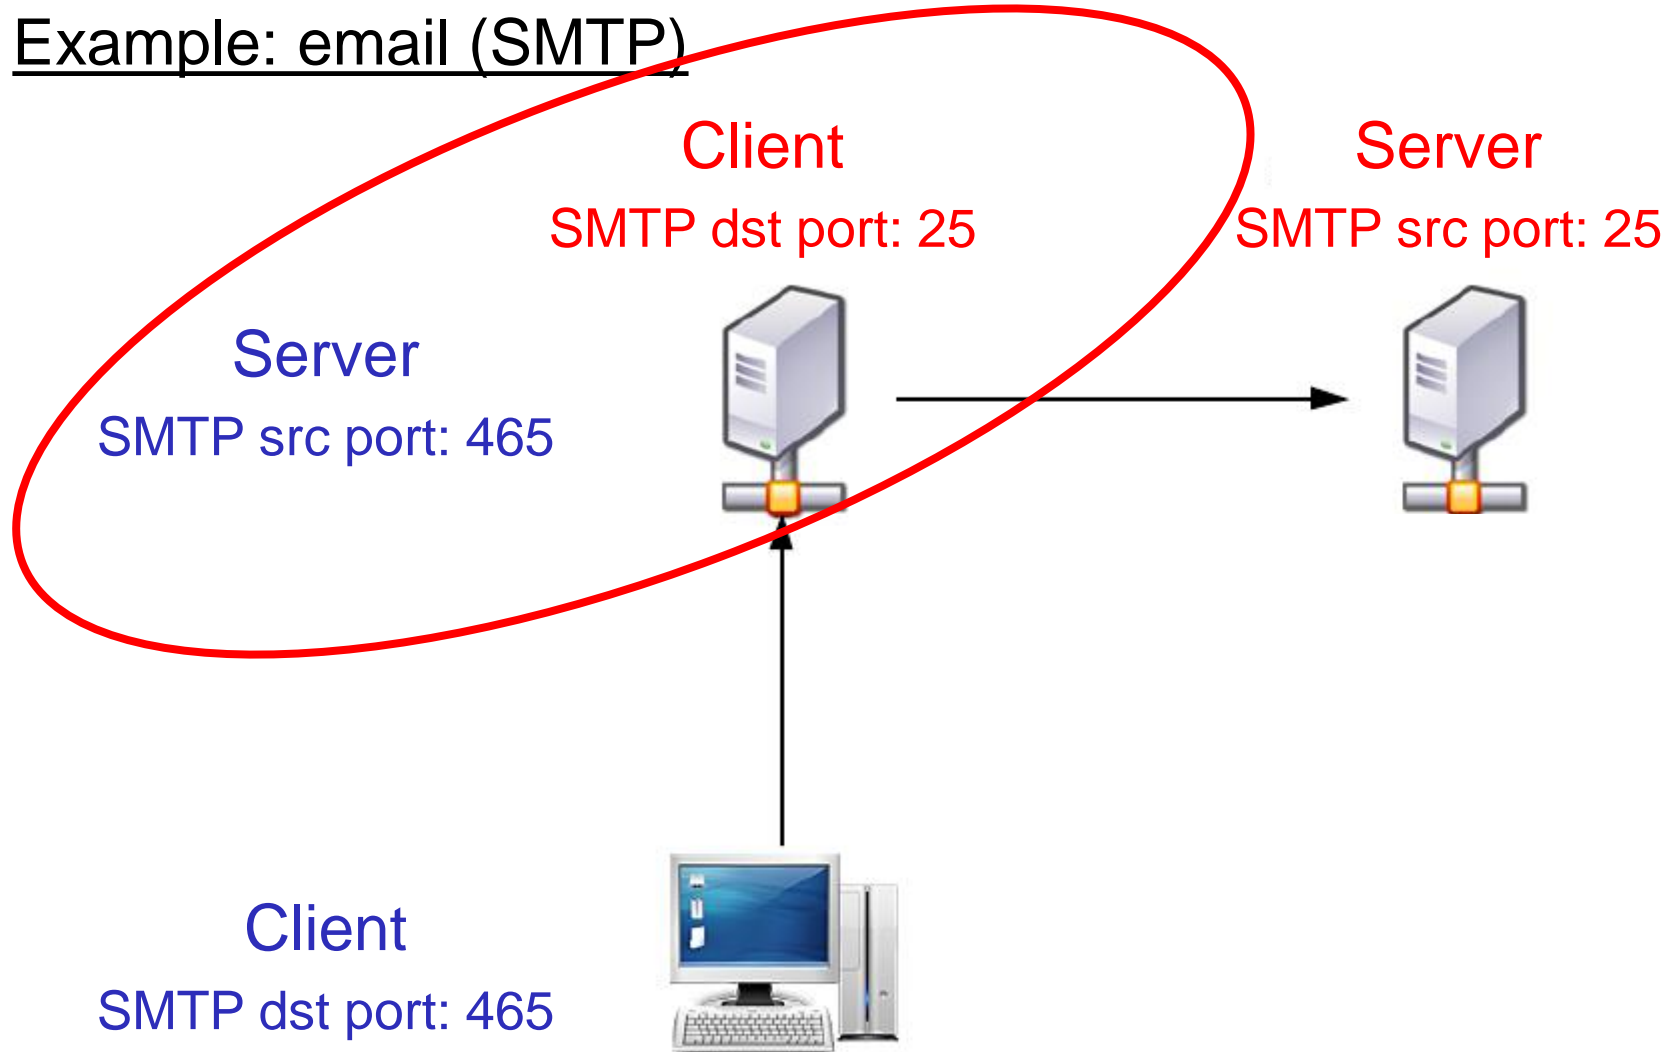 Example: email (SMTP)
Client
SMTP dst port: 25
Server
SMTP src port: 25
Server
SMTP src port: 465
Client
SMTP dst port: 465